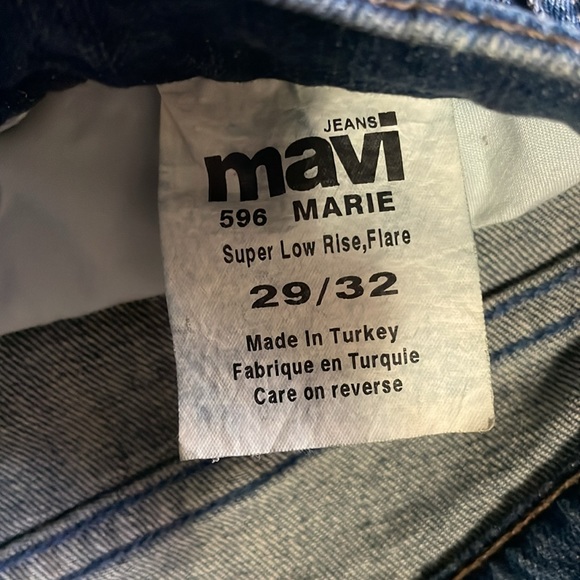 JEANS
mavi
596 MARIE
Super Low Rise,Flare
29/32
Made In Turkey
Fabrique en Turquie
Care on reverse